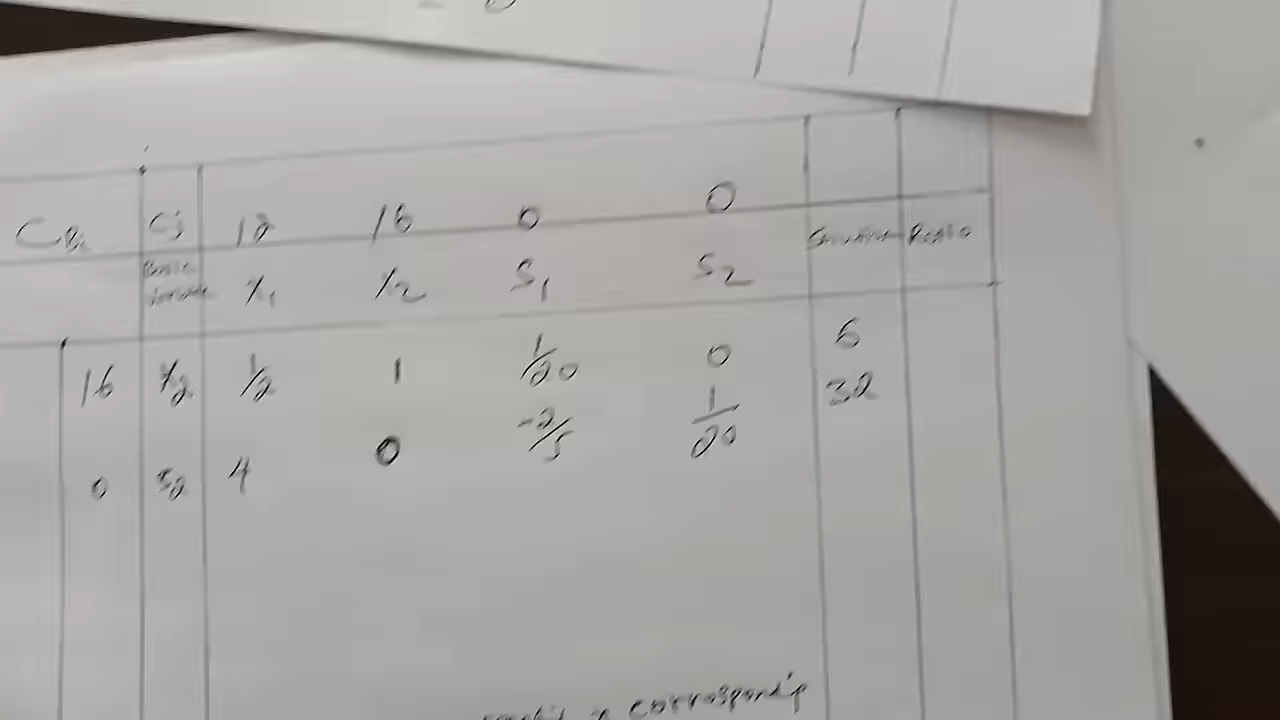 CBi Cj 12 16 0 0
Basic Variable X1 X2 S1 S2 Solution Ratio
16 X2 1/2 1 1/20 0 6
0 S2 4 0 -2/5 1/20 32
corresponding